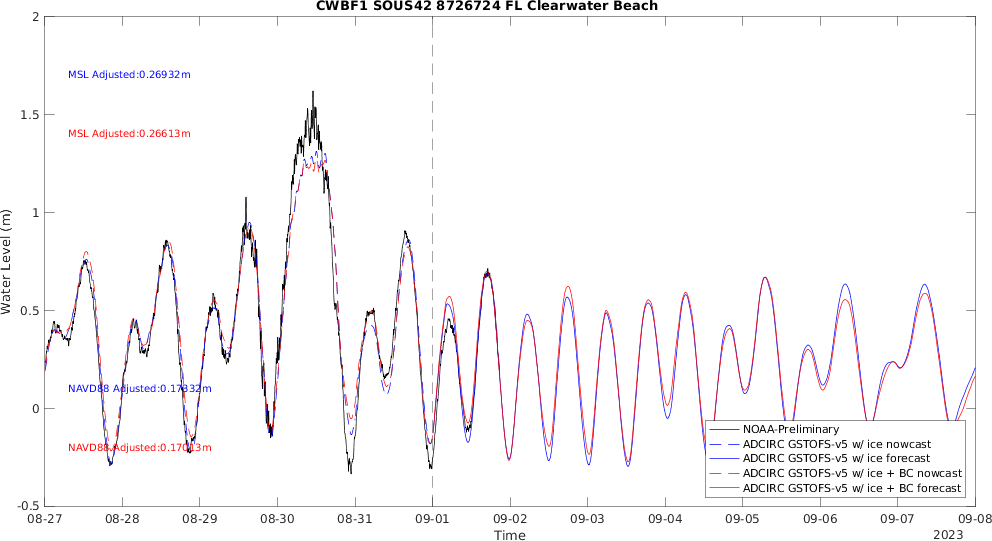 CWBF1 SOUS42 8726724 FL Clearwater Beach
2
1.5
1
0.5
0
-0.5
Water Level (m)
MSL Adjusted:0.26932m
MSL Adjusted:0.26613m
NAVD88 Adjusted:0.17332m
NAVD88 Adjusted:0.17013m
NOAA-Preliminary
ADCIRC GSTOFS-v5 w/ ice nowcast
ADCIRC GSTOFS-v5 w/ ice forecast
ADCIRC GSTOFS-v5 w/ ice + BC nowcast
ADCIRC GSTOFS-v5 w/ ice + BC forecast
08-27 08-28 08-29 08-30 08-31 09-01 09-02 09-03 09-04 09-05 09-06 09-07 09-08
Time
2023